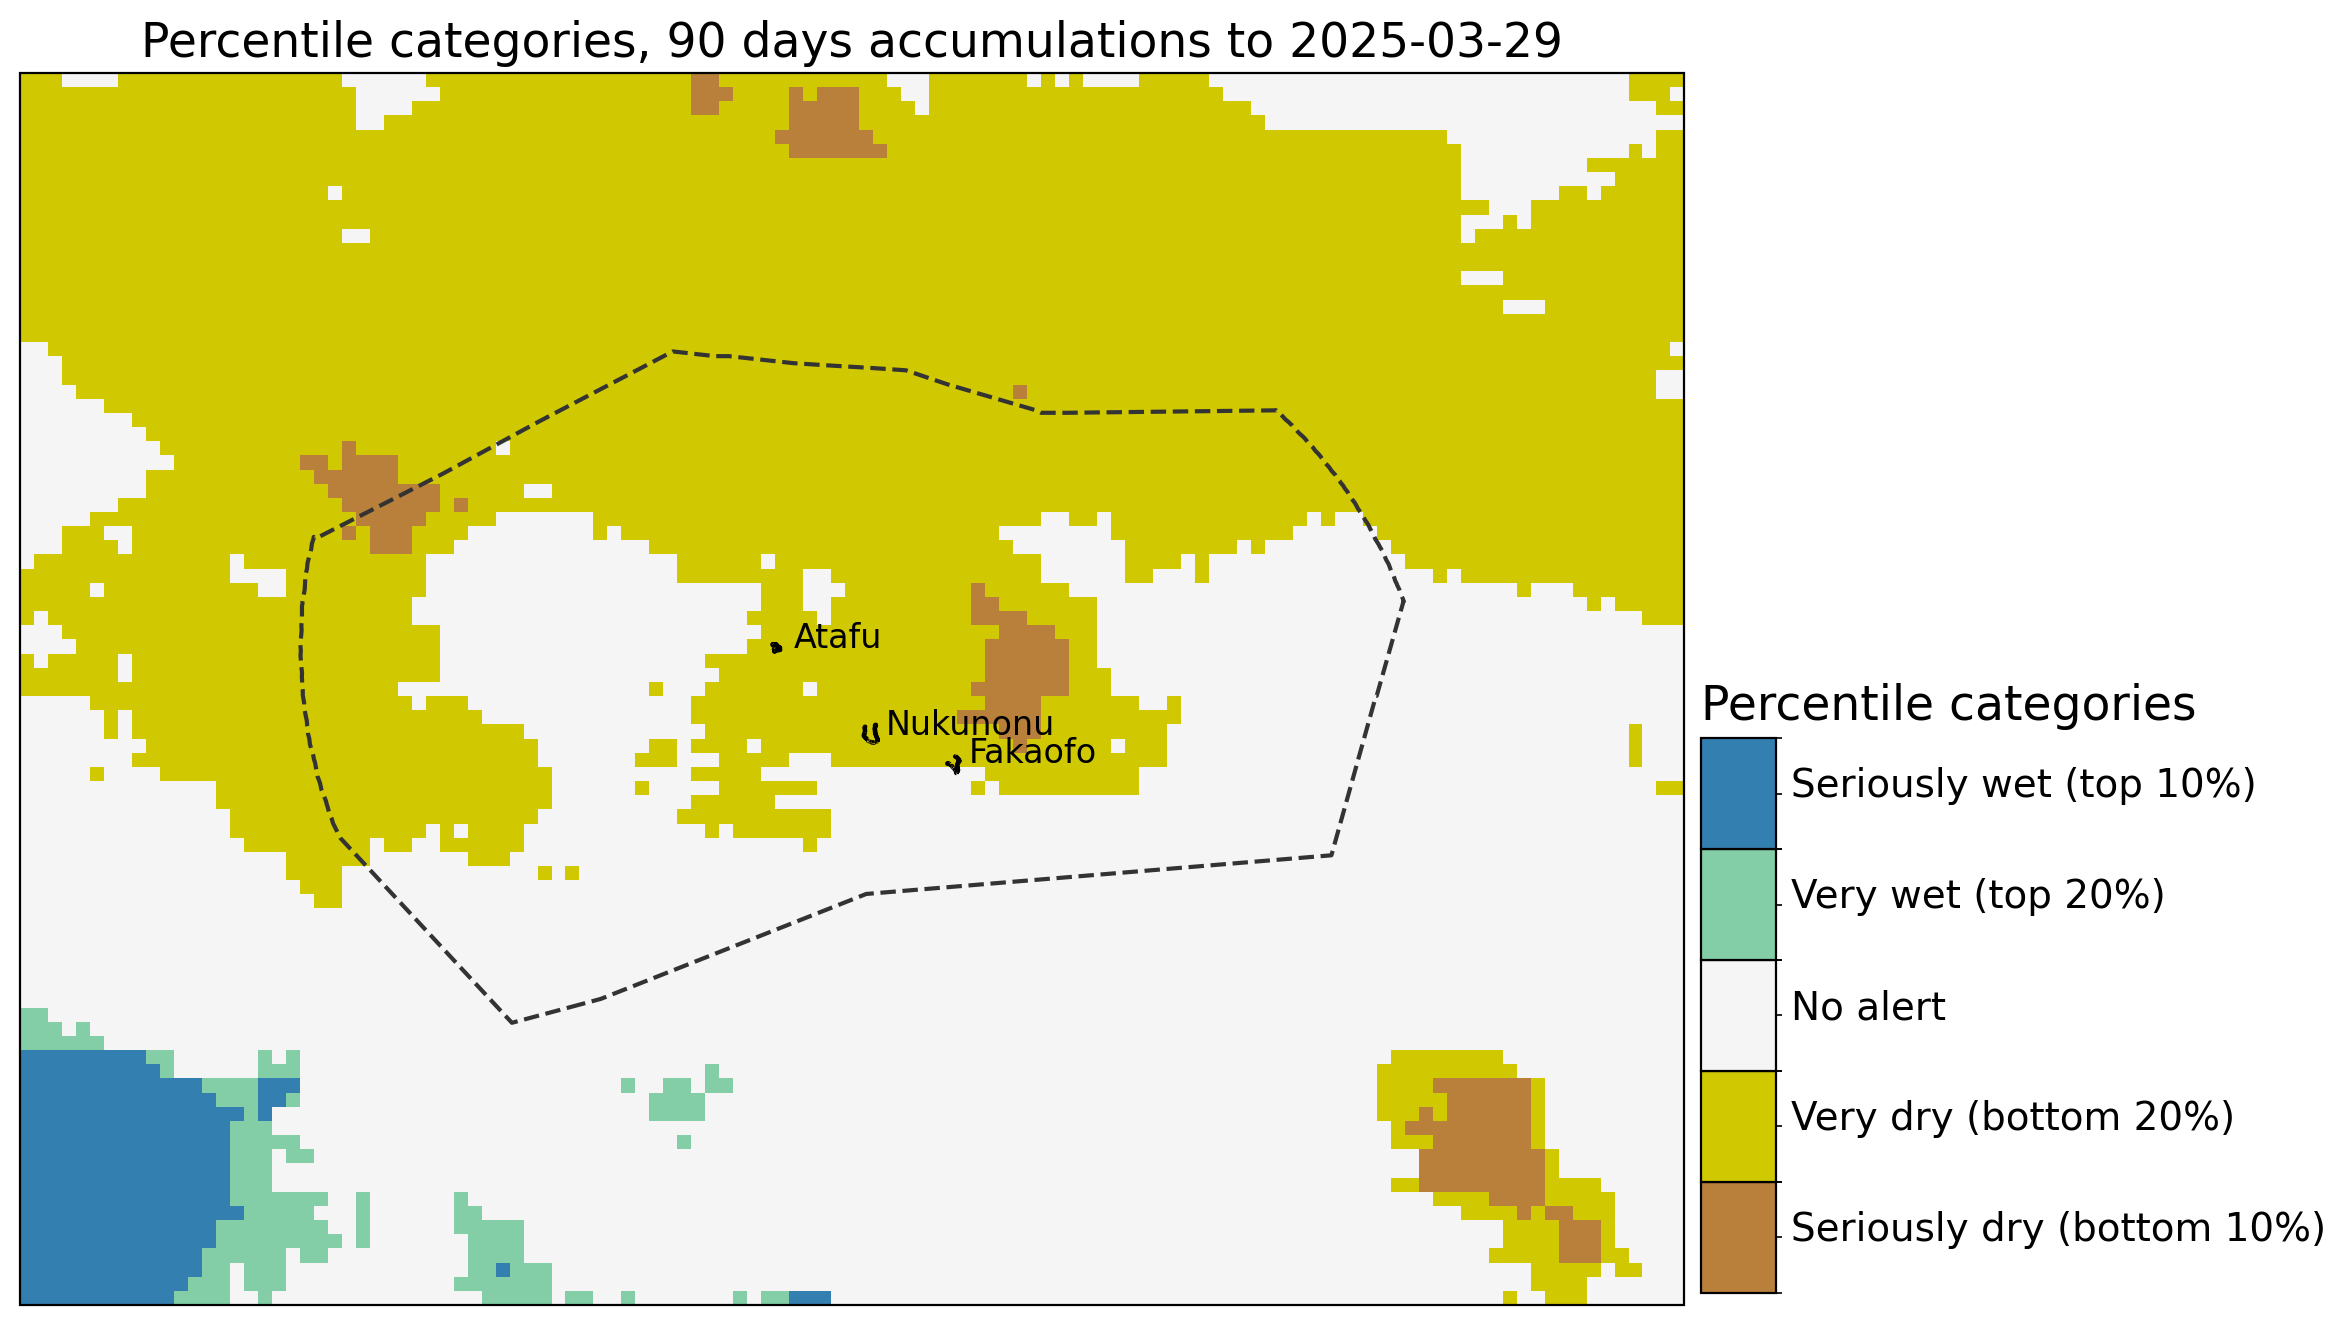 Percentile categories, 90 days accumulations to 2025-03-29
Atafu
Nukunonu
Fakaofo
Percentile categories
Seriously wet (top 10%)
Very wet (top 20%)
No alert
Very dry (bottom 20%)
Seriously dry (bottom 10%)